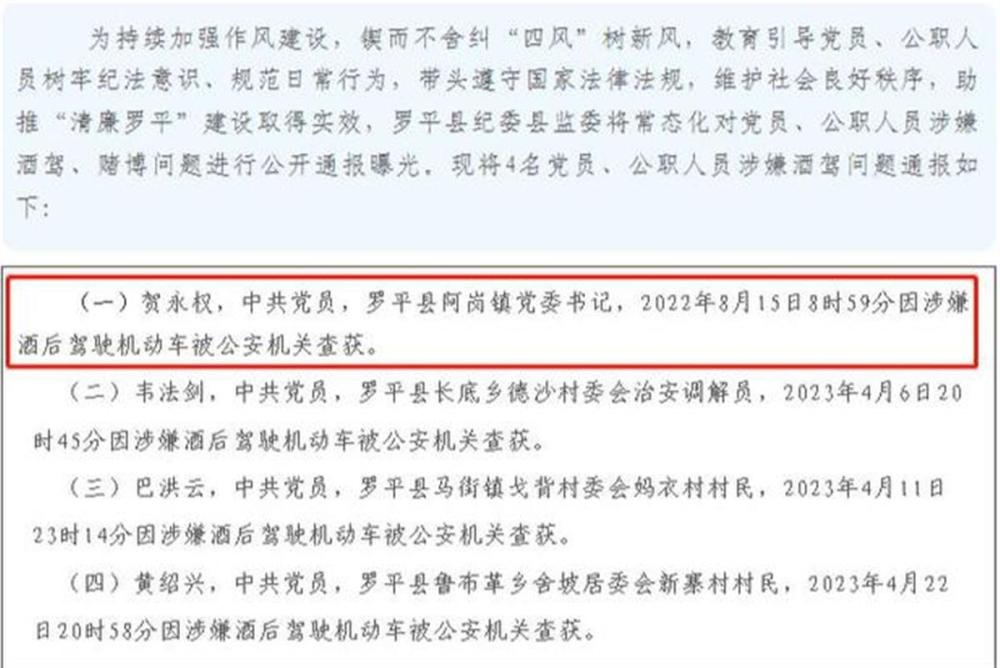 为持续加强作风建设，锲而不舍纠“四风”树新风，教育引导党员、公职人
员树牢纪法意识、规范日常行为，带头遵守国家法律法规，维护社会良好秩序，助
推“清廉罗平”建设取得实效，罗平县纪委县监委将常态化对党员、公职人员涉嫌
酒驾、赌博问题进行公开通报曝光。现将4名党员、公职人员涉嫌酒驾问题通报如
下：
（一）贺永权，中共党员，罗平县阿岗镇党委书记，2022年8月15日8时59分因涉嫌
酒后驾驶机动车被公安机关查获。
（二）韦法剑，中共党员，罗平县长底乡德沙村委会治安调解员，2023年4月6日20
时45分因涉嫌酒后驾驶机动车被公安机关查获。
（三）巴洪云，中共党员，罗平县马街镇戈背村委会妈衣村村民，2023年4月11日
23时14分因涉嫌酒后驾驶机动车被公安机关查获。
（四）黄绍兴，中共党员，罗平县鲁布革乡舍坡居委会新寨村村民，2023年4月22
日20时58分因涉嫌酒后驾驶机动车被公安机关查获。